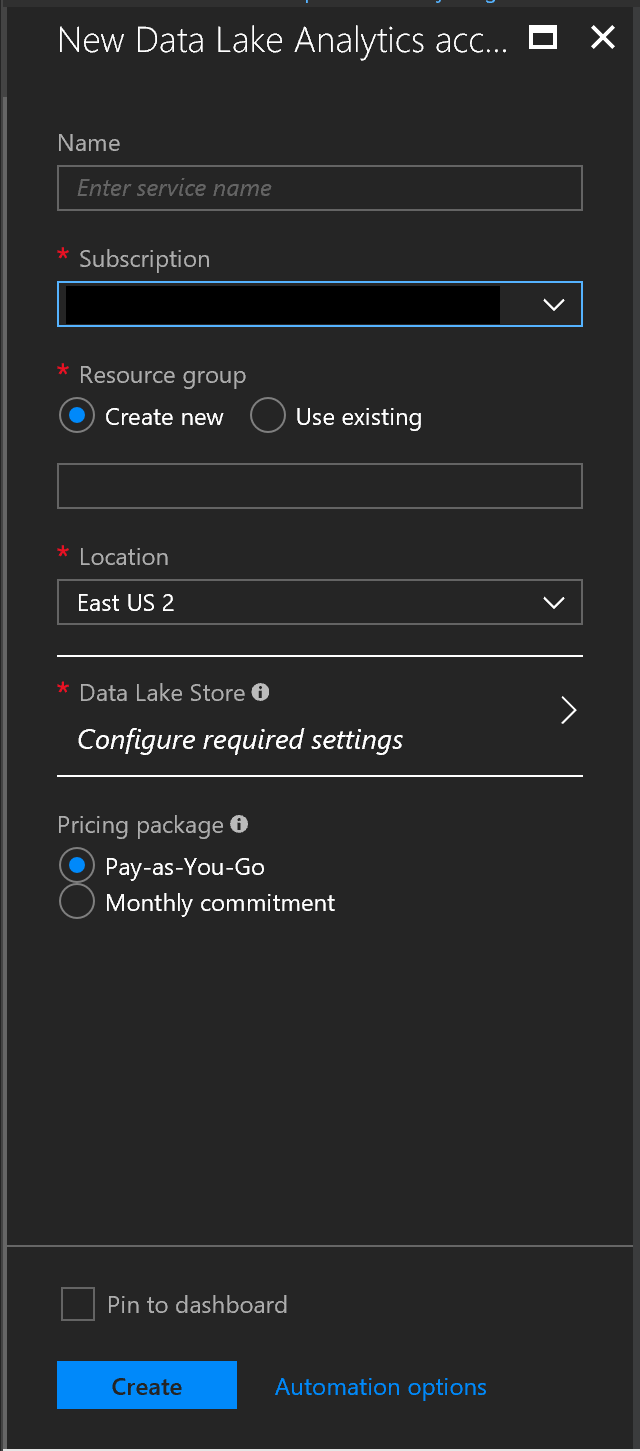 New Data Lake Analytics acc...
Name
Enter service name
* Subscription
* Resource group
Create new Use existing
* Location
East US 2
* Data Lake Store
Configure required settings
Pricing package
Pay-as-You-Go
Monthly commitment
Pin to dashboard
Create Automation options